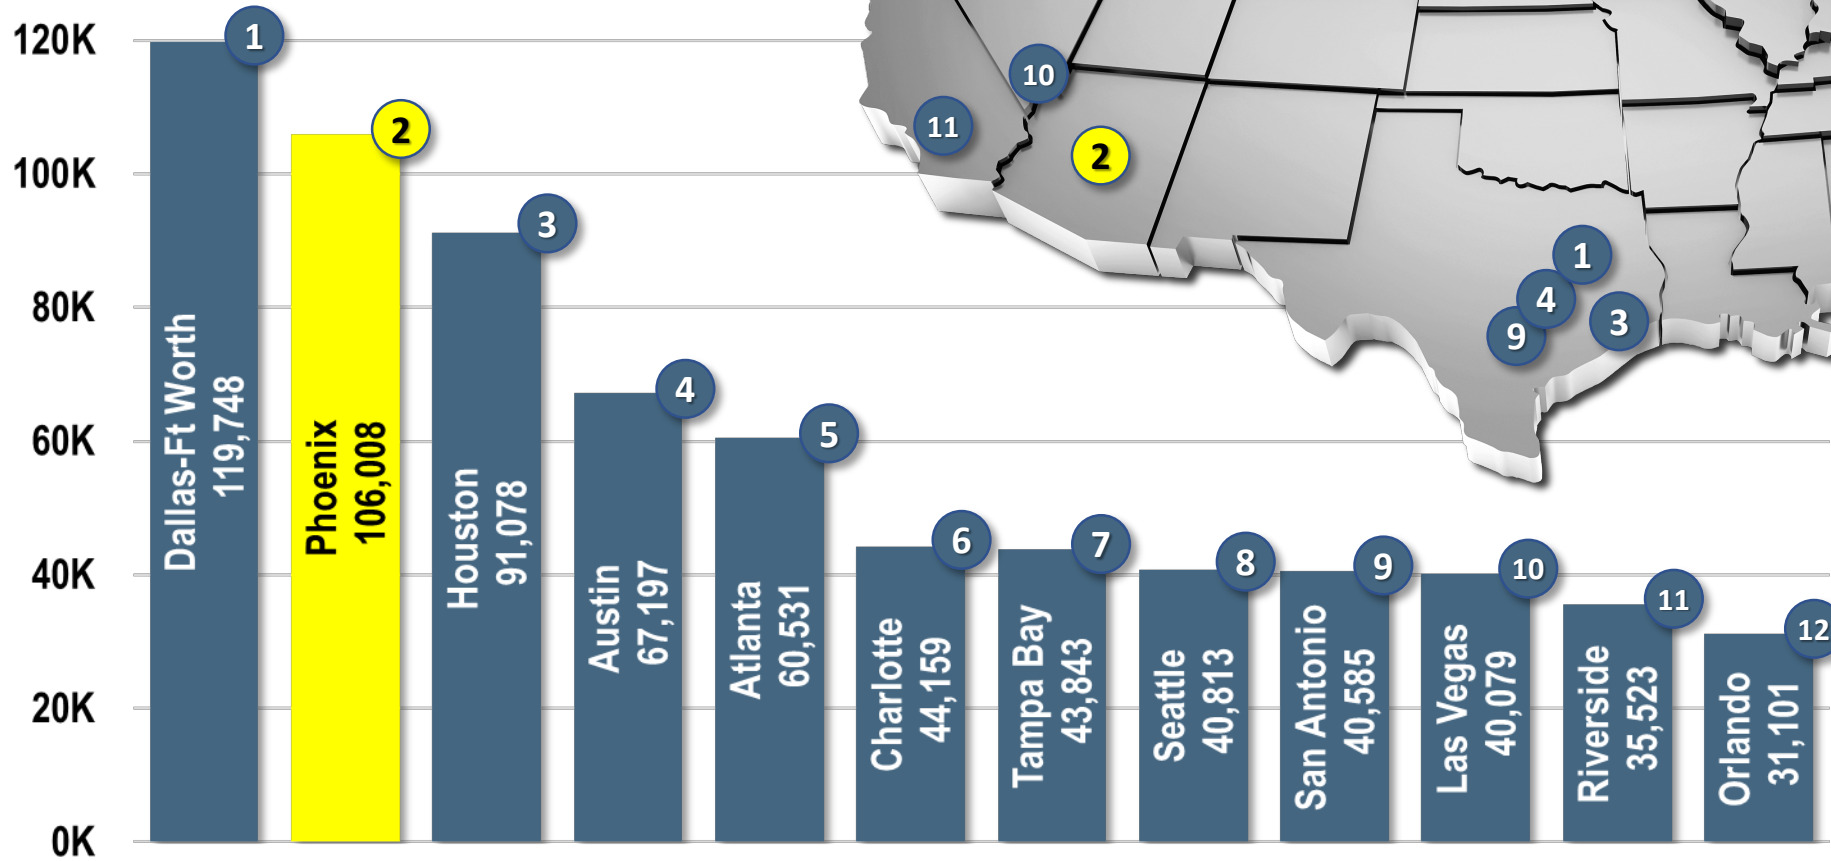 120K
100K
80K
60K
40K
20K
0K
Dallas-Ft Worth
119,748
1
Phoenix
106,008
2
Houston
91,078
3
Austin
67,197
4
Atlanta
60,531
5
Charlotte
44,159
6
Tampa Bay
43,843
7
Seattle
40,813
8
San Antonio
40,585
9
Las Vegas
40,079
10
Riverside
35,523
11
Orlando
31,101
12
10
11
2
1
4
3
9